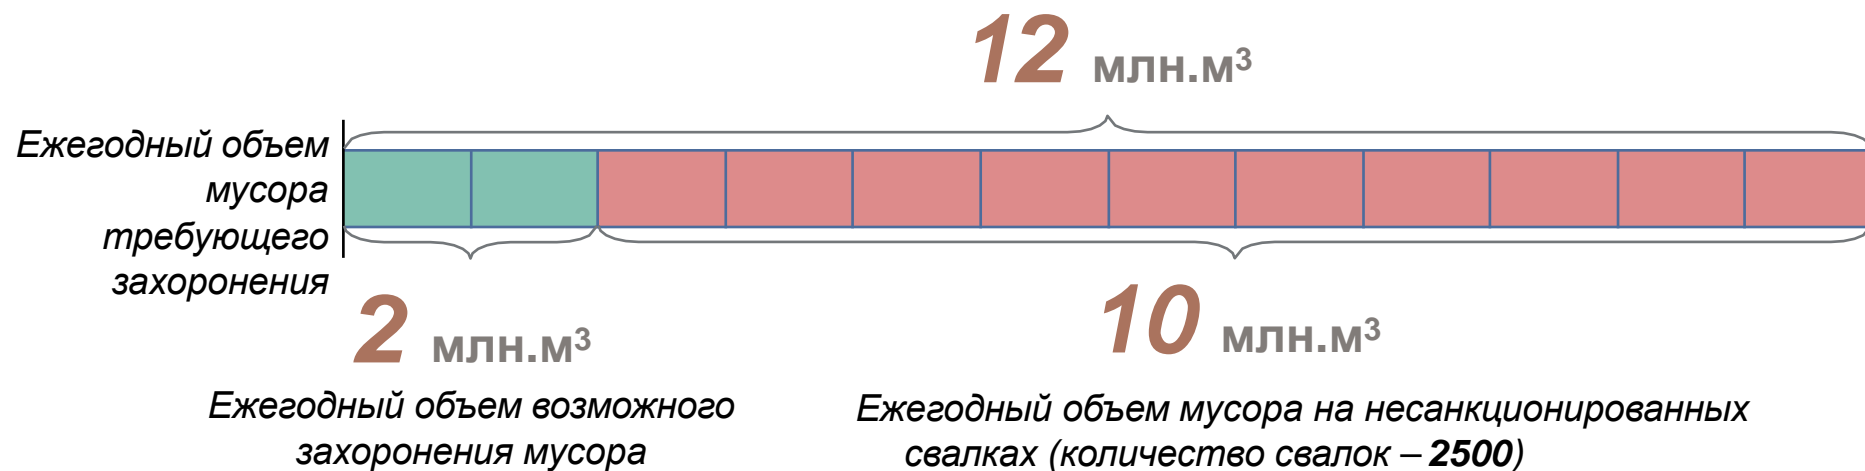 12 млн.м³
Ежегодный объем
мусора
требующего
захоронения
2 млн.м³
Ежегодный объем возможного
захоронения мусора
10 млн.м³
Ежегодный объем мусора на несанкционированных
свалках (количество свалок – 2500)